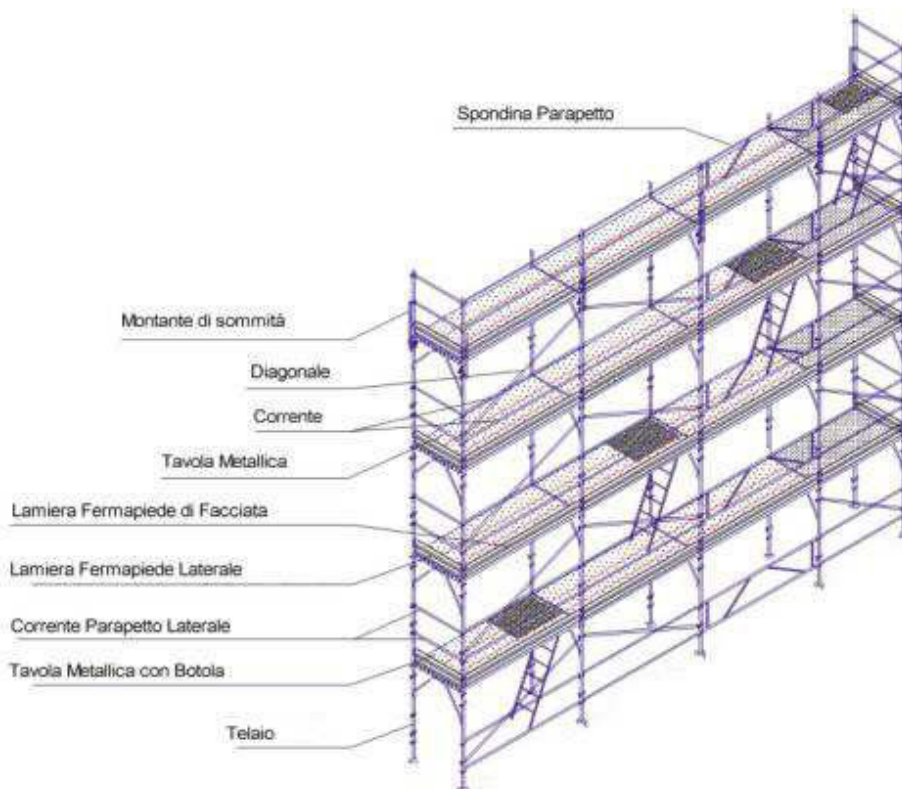 Spondina Parapetto
Montante di sommità
Diagonale
Corrente
Tavola Metallica
Lamiera Fermapiede di Facciata
Lamiera Fermapiede Laterale
Corrente Parapetto Laterale
Tavola Metallica con Botola
Telaio